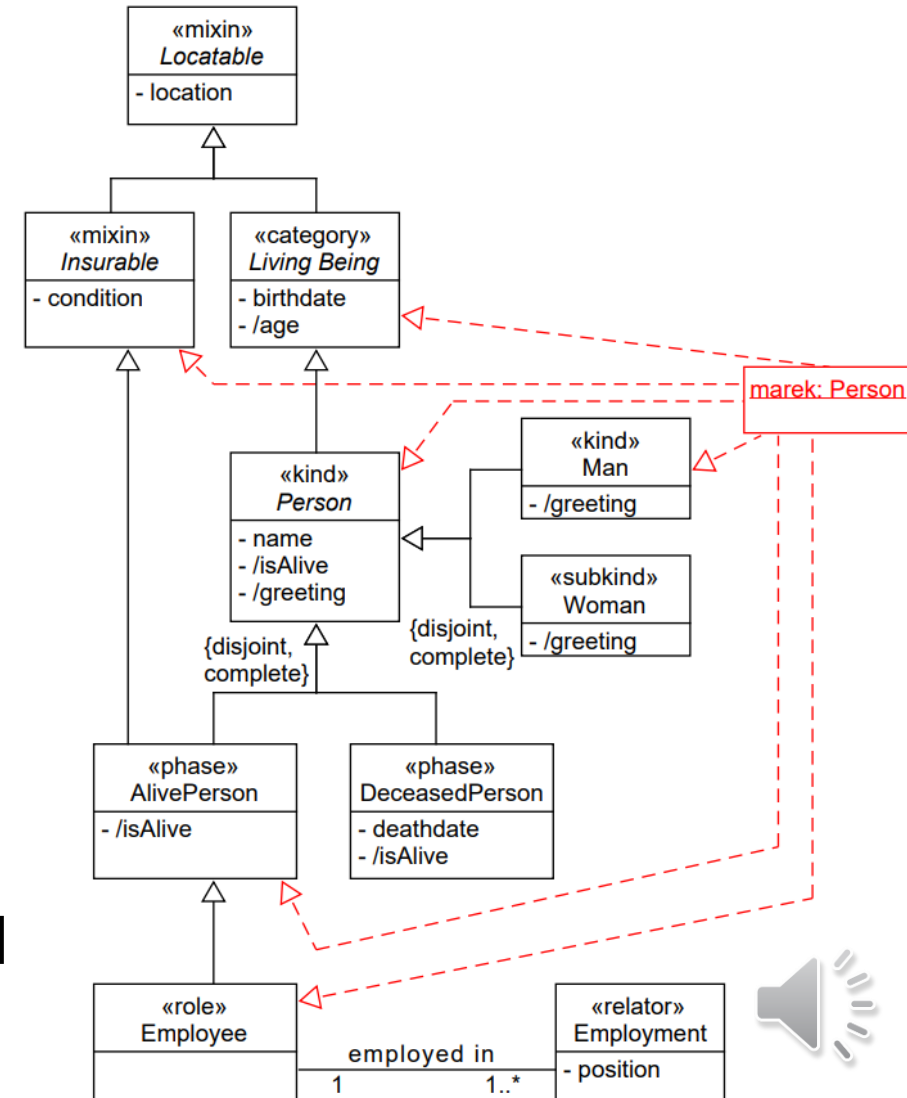 «mixin»
Locatable
- location
«mixin»
Insurable
- condition
«category»
Living Being
- birthdate
- /age
marek: Person
«kind»
Person
- name
- /isAlive
- /greeting
«kind»
Man
- /greeting
«subkind»
Woman
- /greeting
{disjoint,
complete}
{disjoint,
complete}
«phase»
AlivePerson
- /isAlive
«phase»
DeceasedPerson
- deathdate
- /isAlive
«role»
Employee
employed in
1
1..*
«relator»
Employment
- position